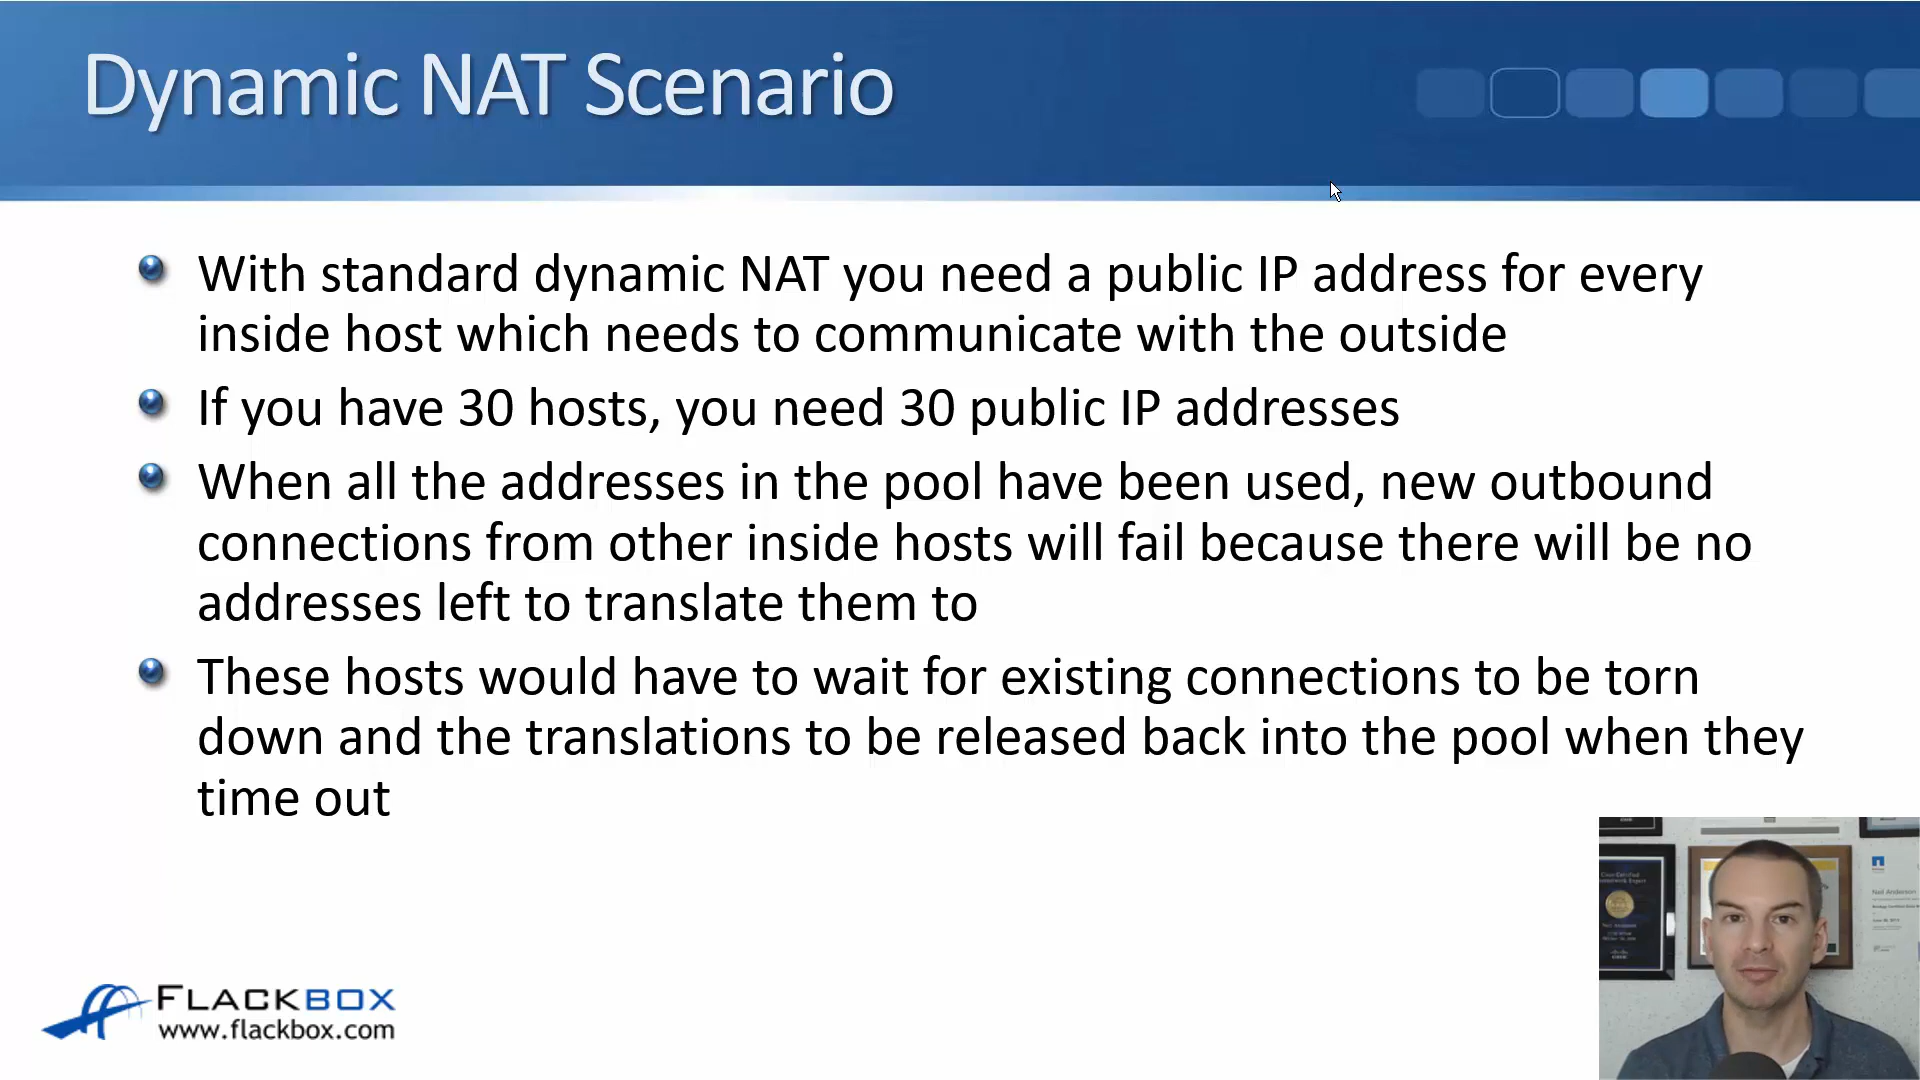 Dynamic NAT Scenario
With standard dynamic NAT you need a public IP address for every
inside host which needs to communicate with the outside
If you have 30 hosts, you need 30 public IP addresses
When all the addresses in the pool have been used, new outbound
connections from other inside hosts will fail because there will be no
addresses left to translate them to
These hosts would have to wait for existing connections to be torn
down and the translations to be released back into the pool when they
time out
FLACKBOX
www.flackbox.com
Neil Anderson